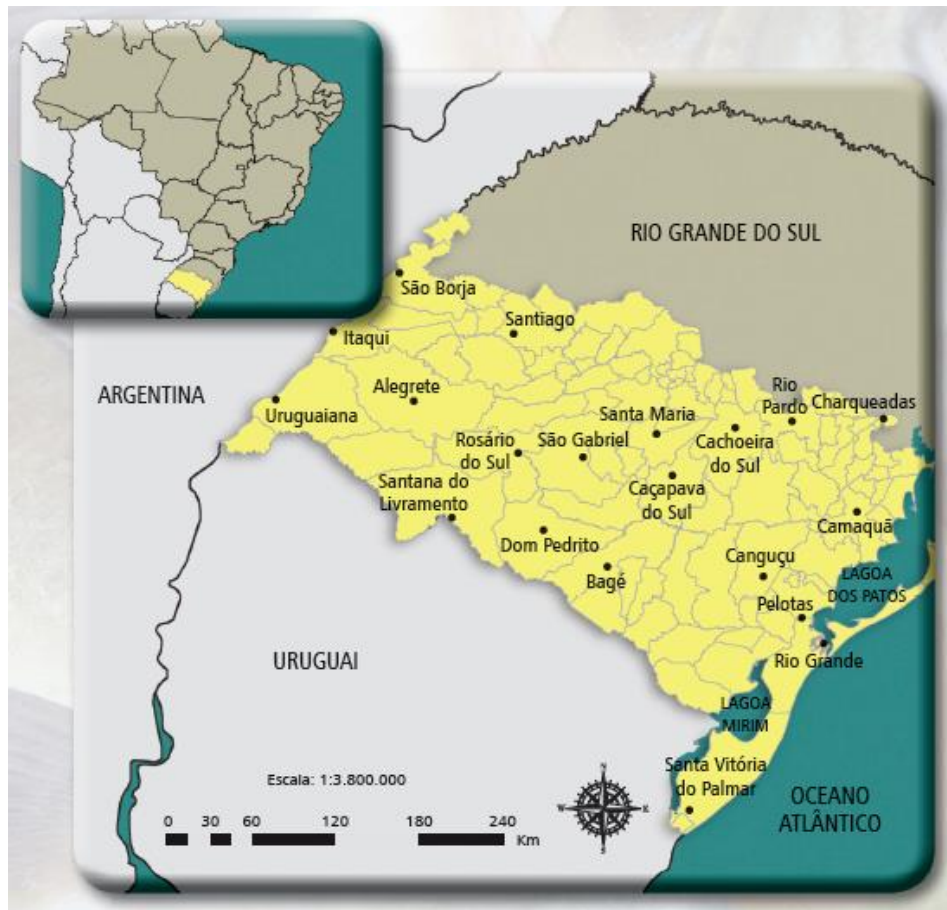 RIO GRANDE DO SUL
São Borja
Santiago
Itaqui
ARGENTINA
Alegrete
Uruguaiana
Rio
Pardo
Charqueadas
Santa Maria
Rosário
do Sul
São Gabriel
Cachoeira
do Sul
Santana do
Livramento
Caçapava
do Sul
Camaquã
Dom Pedrito
Canguçu
Bagé
LAGOA
DOS PATOS
Pelotas
Rio Grande
URUGUAI
LAGOA
MIRIM
Santa Vitória
do Palmar
OCEANO
ATLÂNTICO
Escala: 1:3.800.000
0 30 60 120 180 240
Km
N
W E
S